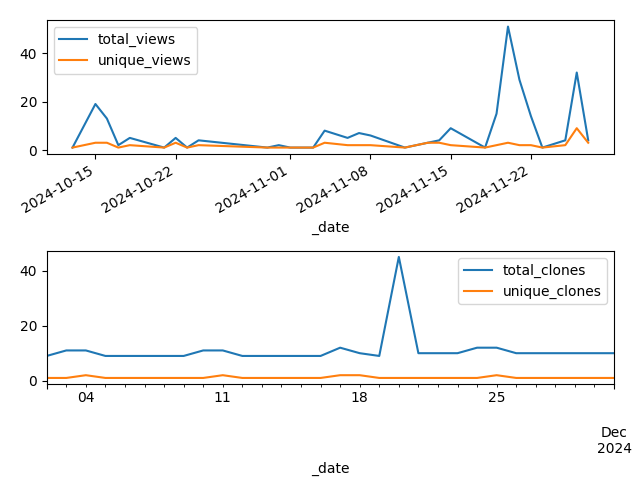 total_views
unique_views
40
20
0
2024-10-15
2024-10-22
2024-11-01
2024-11-08
2024-11-15
2024-11-22
_date
total_clones
unique_clones
40
20
0
04
11
18
25
Dec
2024
_date